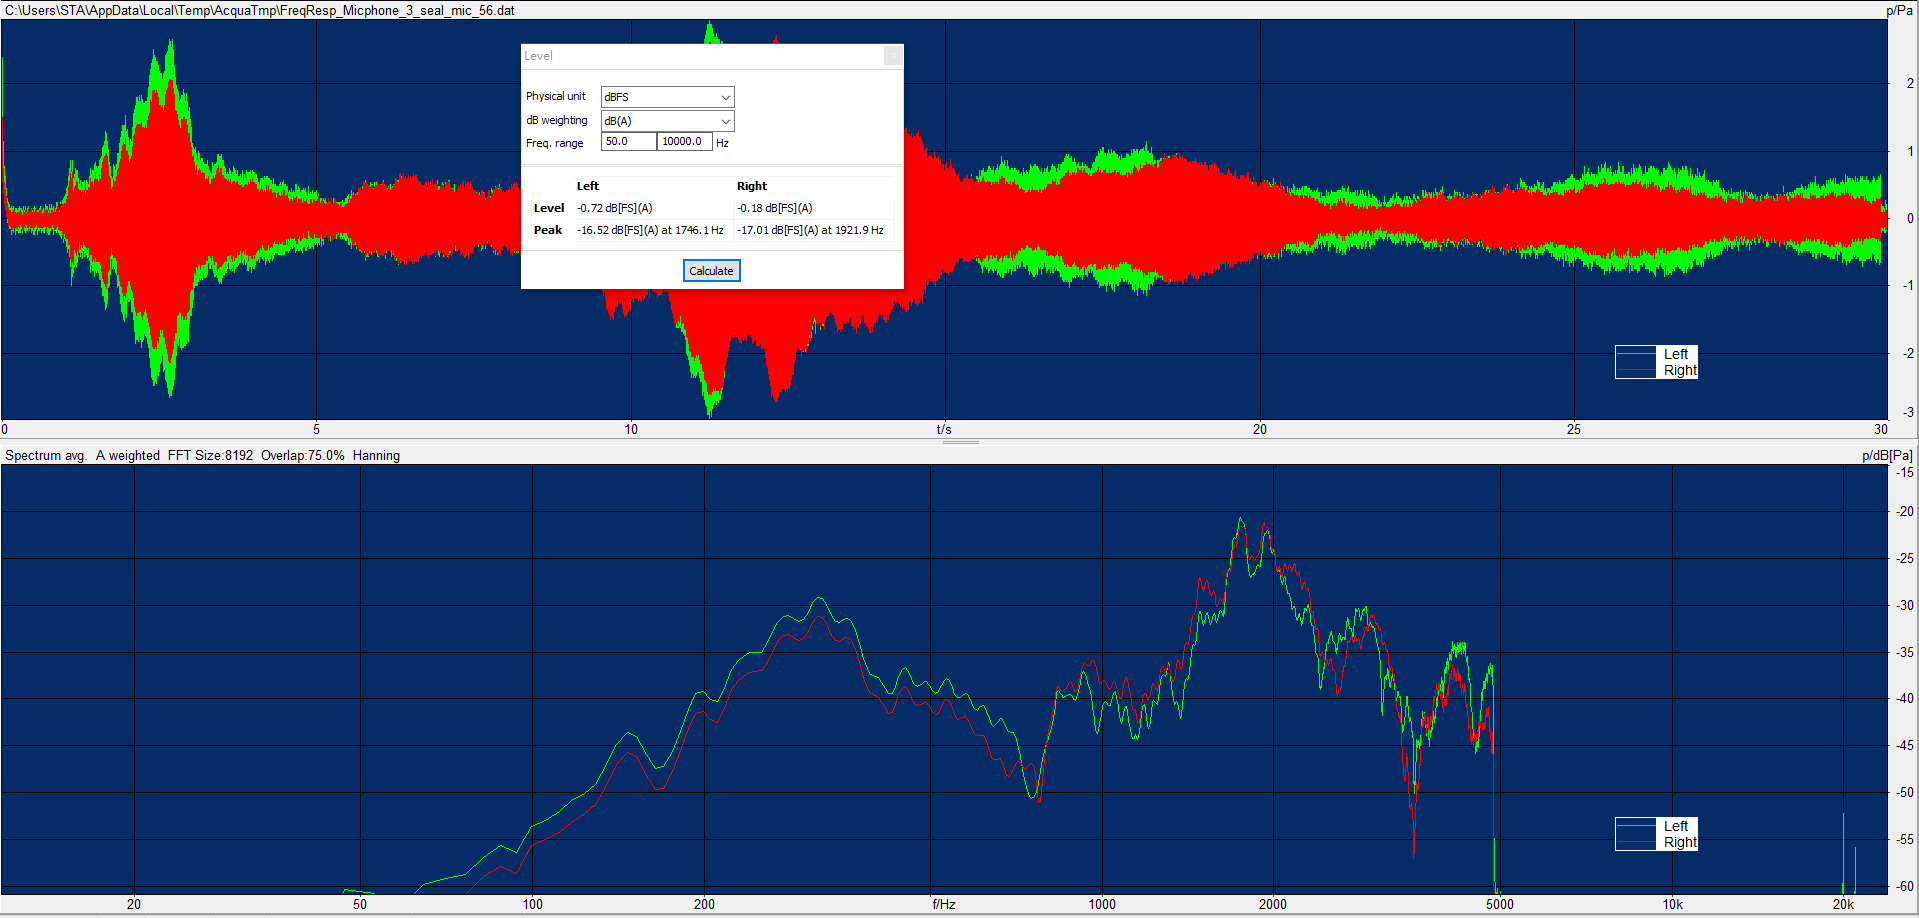 C:\Users\STA\AppData\Local\Temp\AcquaTmp\FreqResp_Micphone_3_seal_mic_56.dat
p/Pa
Level
Physical unit dBFS
dB weighting dB(A)
Freq. range 50.0 10000.0 Hz
Left Right
Level -0.72 dB[FS](A) -0.18 dB[FS](A)
Peak -16.52 dB[FS](A) at 1746.1 Hz -17.01 dB[FS](A) at 1921.9 Hz
Calculate
2
1
0
-1
-2
-3
Left
Right
0 5 10 t/s 20 25 30
Spectrum avg. A weighted FFT Size:8192 Overlap:75.0% Hanning
p/dB[Pa]
-15
-20
-25
-30
-35
-40
-45
-50
-55
-60
Left
Right
20 50 100 200 f/Hz 1000 2000 5000 10k 20k